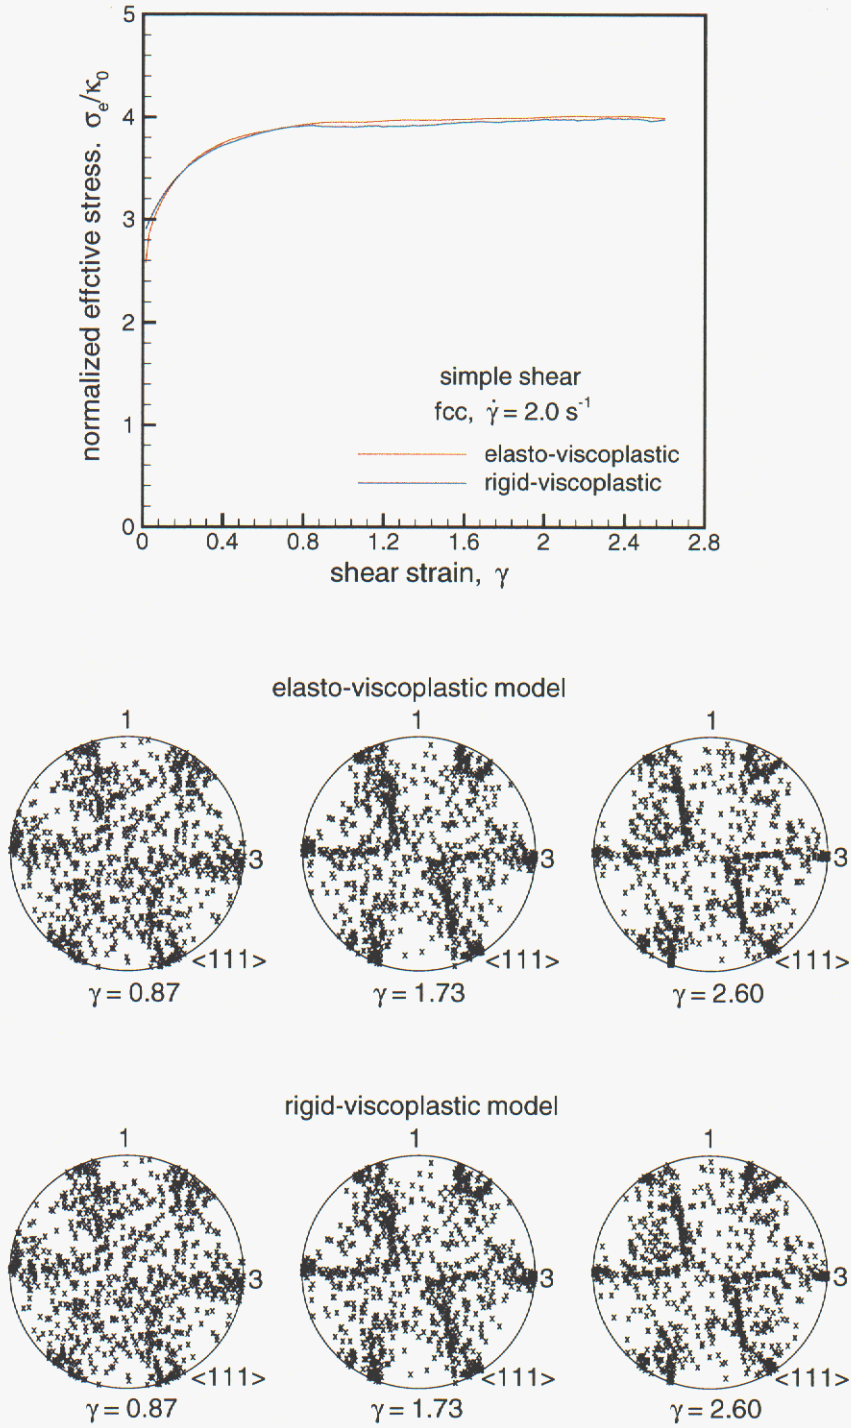 5
4
3
2
1
0
normalized effctive stress. σe/κ0
simple shear
fcc, γ̇ = 2.0 s⁻¹
elasto-viscoplastic
rigid-viscoplastic
0 0.4 0.8 1.2 1.6 2 2.4 2.8
shear strain, γ
elasto-viscoplastic model
1 1 1
3 3 3
<111> <111> <111>
γ = 0.87 γ = 1.73 γ = 2.60
rigid-viscoplastic model
1 1 1
3 3 3
<111> <111> <111>
γ = 0.87 γ = 1.73 γ = 2.60